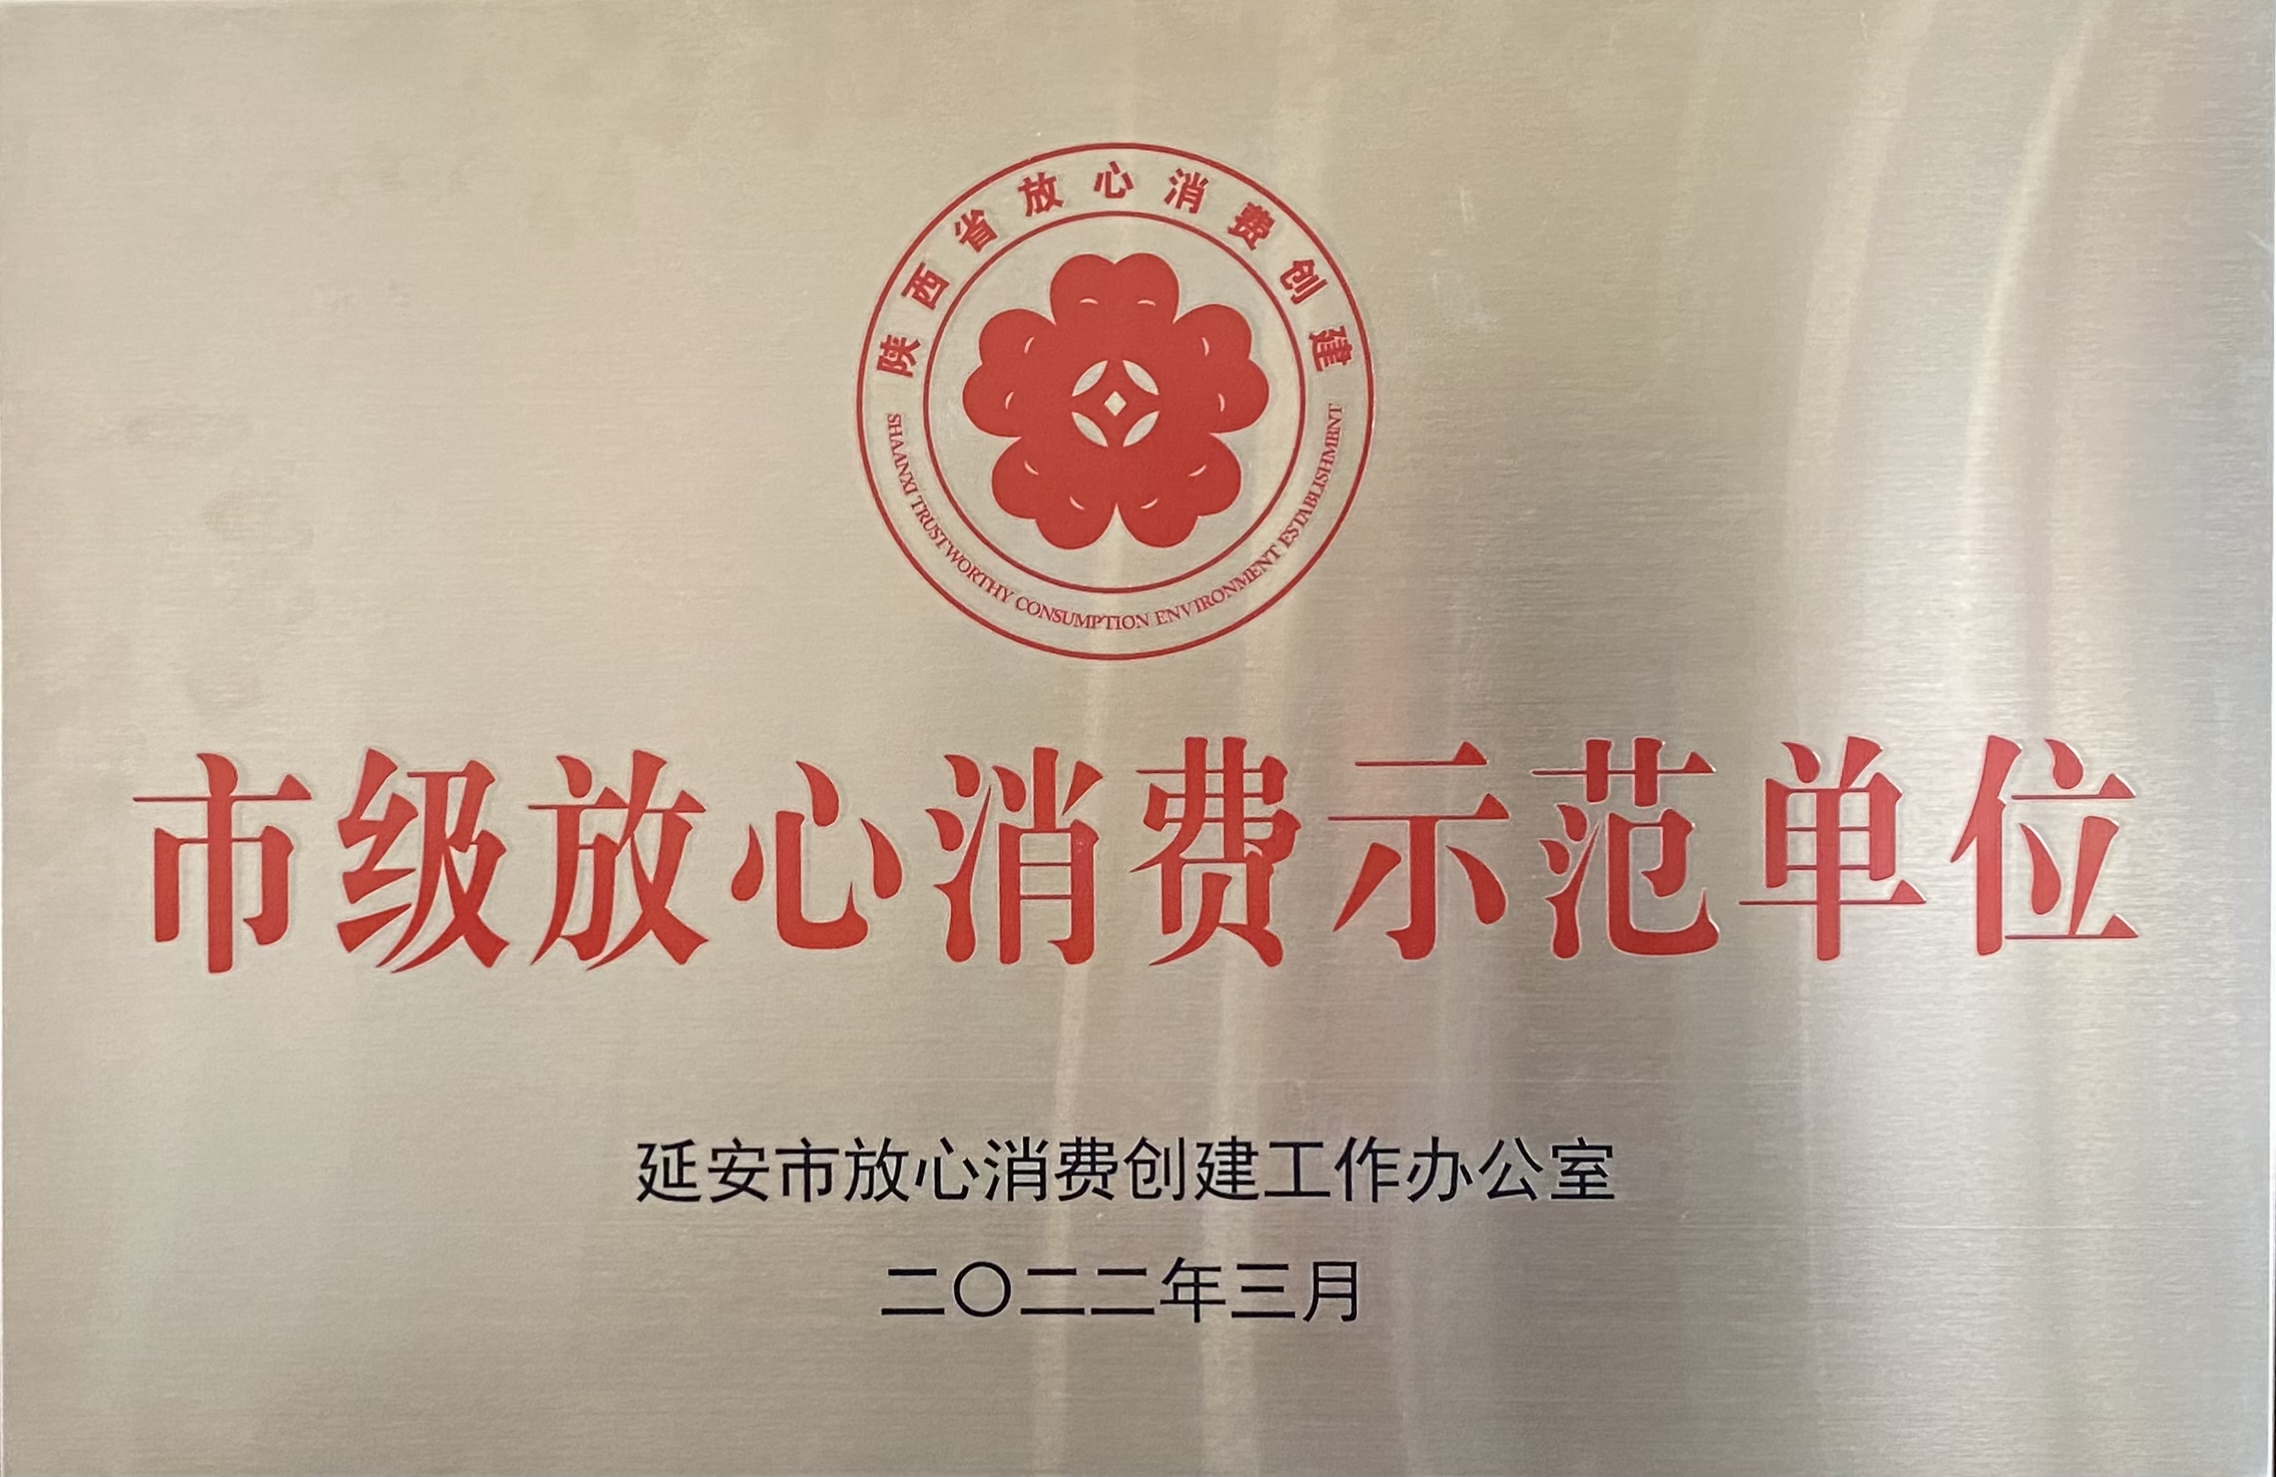 陕西省放心消费创建
SHAANXI TRUSTWORTHY CONSUMPTION ENVIRONMENT ESTABLISHMENT
市级放心消费示范单位
延安市放心消费创建工作办公室
二〇二二年三月